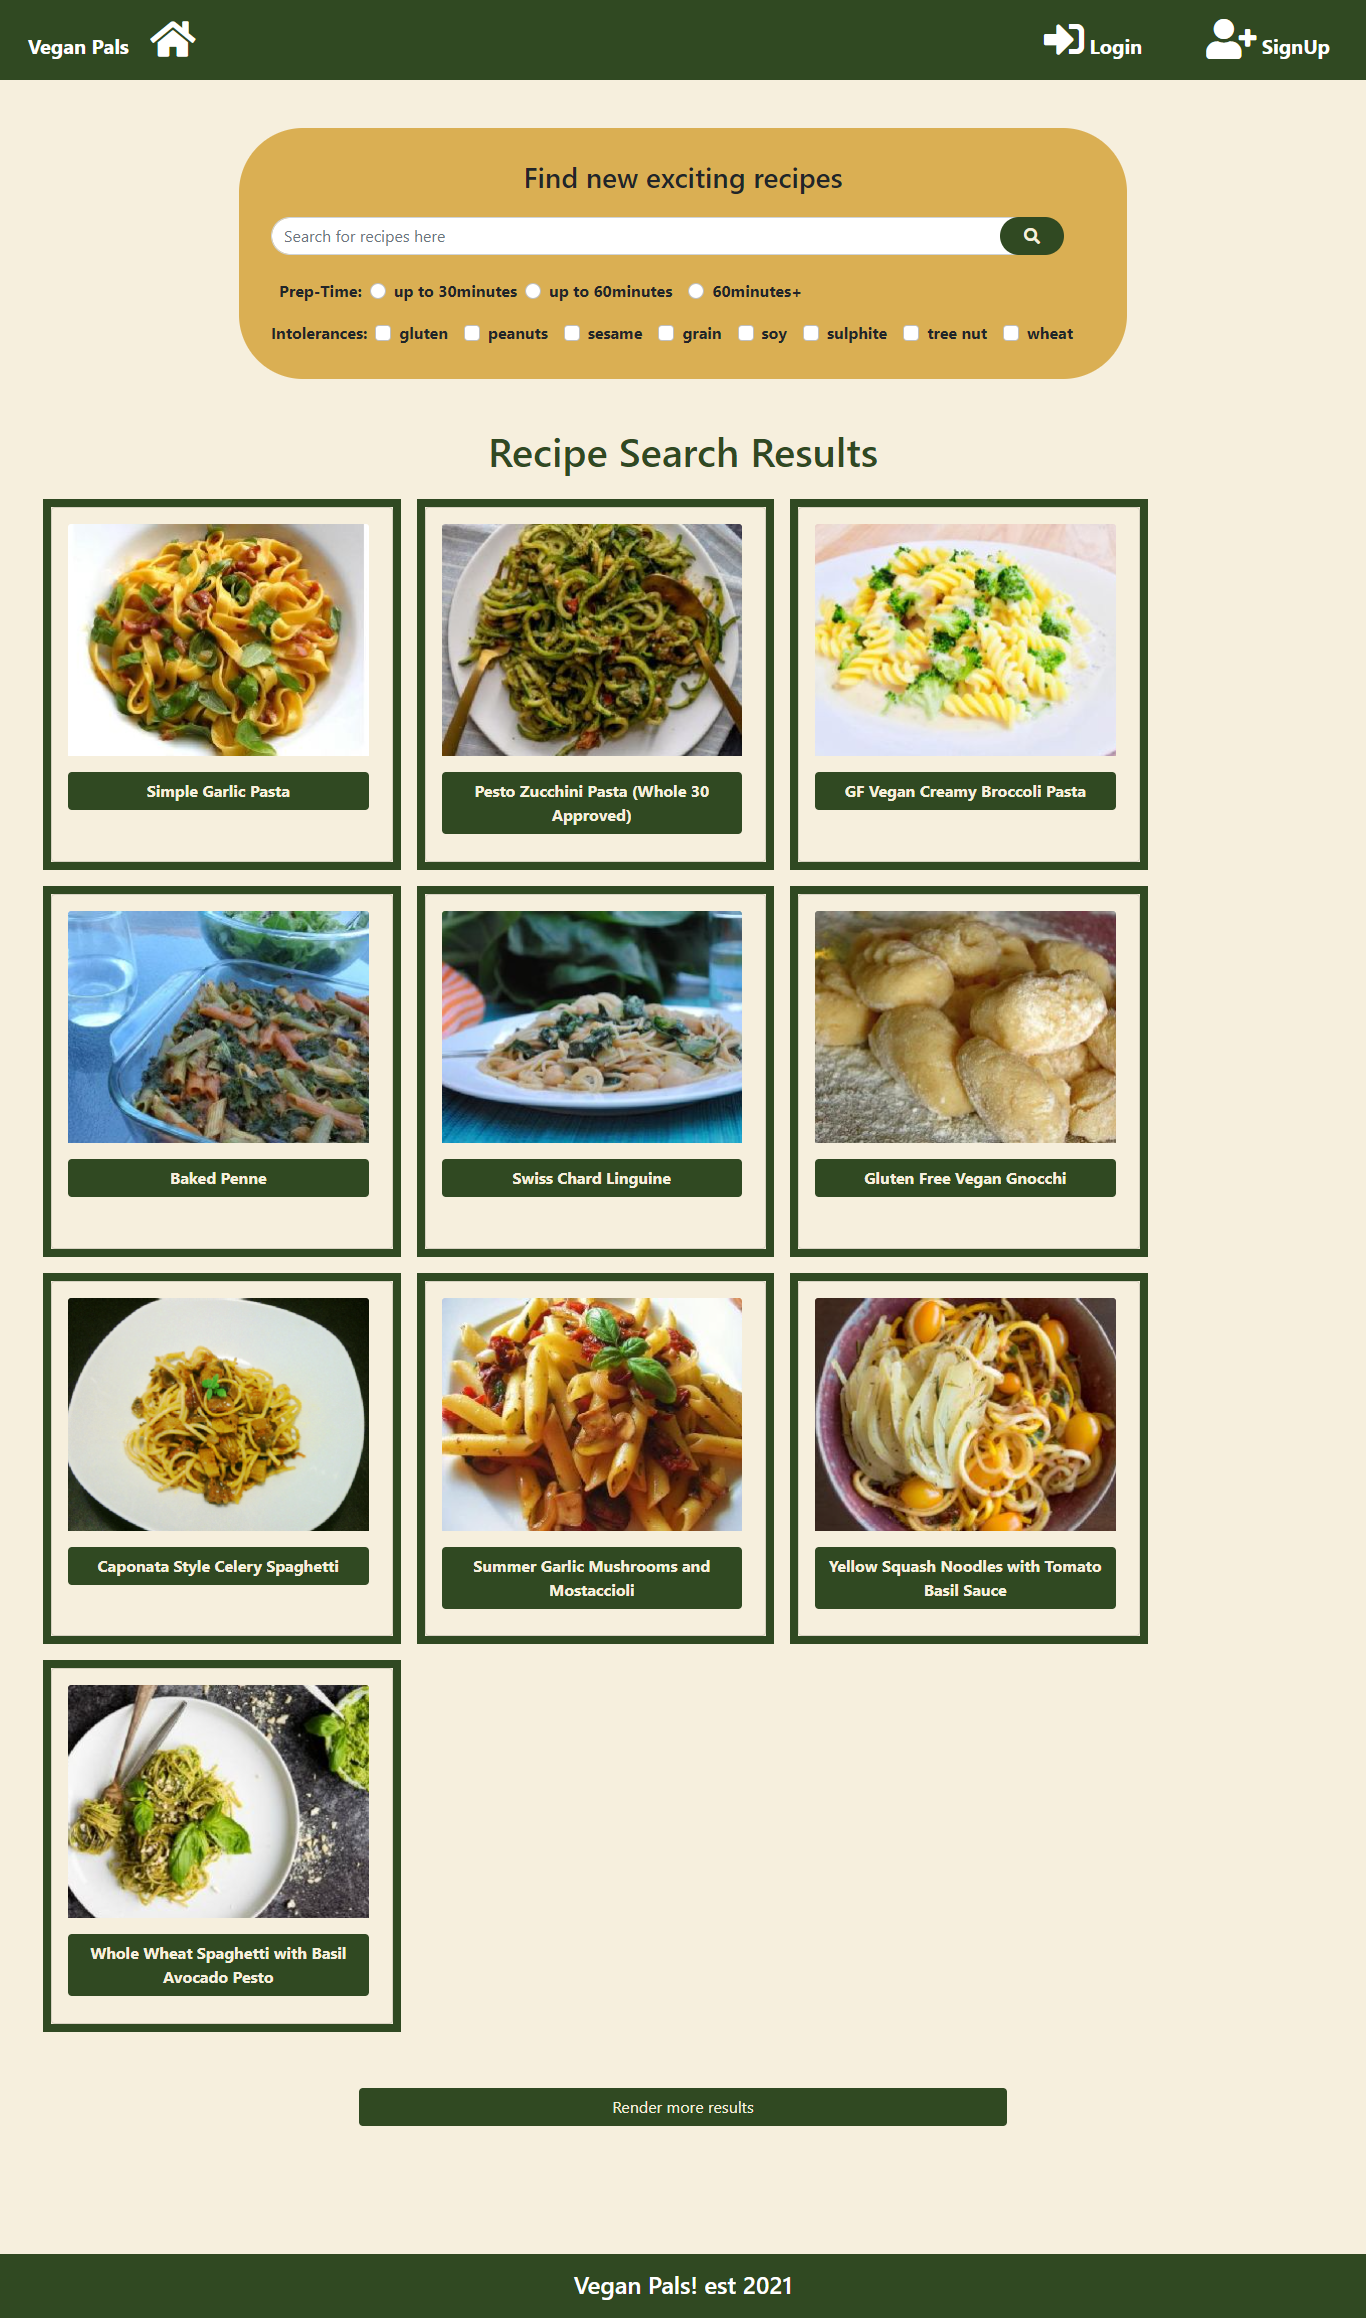 Vegan Pals
Login
SignUp
Find new exciting recipes
Search for recipes here
Prep-Time: up to 30minutes up to 60minutes 60minutes+
Intolerances: gluten peanuts sesame grain soy sulphite tree nut wheat
Recipe Search Results
Simple Garlic Pasta
Pesto Zucchini Pasta (Whole 30
Approved)
GF Vegan Creamy Broccoli Pasta
Baked Penne
Swiss Chard Linguine
Gluten Free Vegan Gnocchi
Caponata Style Celery Spaghetti
Summer Garlic Mushrooms and
Mostaccioli
Yellow Squash Noodles with Tomato
Basil Sauce
Whole Wheat Spaghetti with Basil
Avocado Pesto
Render more results
Vegan Pals! est 2021